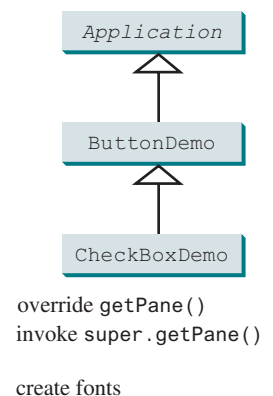 Application
ButtonDemo
CheckBoxDemo
override getPane()
invoke super.getPane()
create fonts